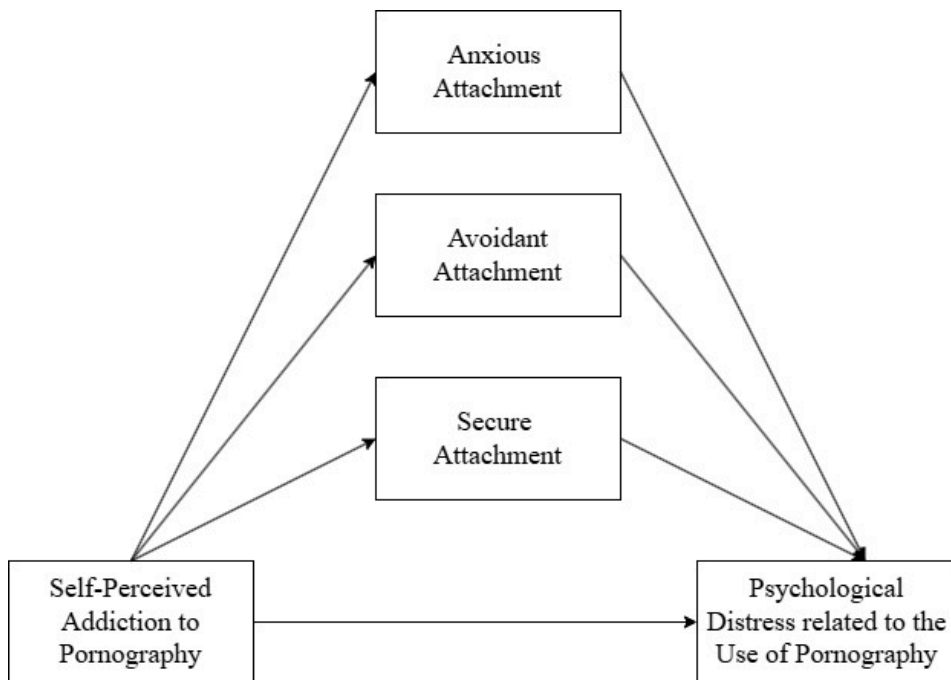 Anxious
Attachment
Avoidant
Attachment
Secure
Attachment
Self-Perceived
Addiction to
Pornography
Psychological
Distress related to the
Use of Pornography